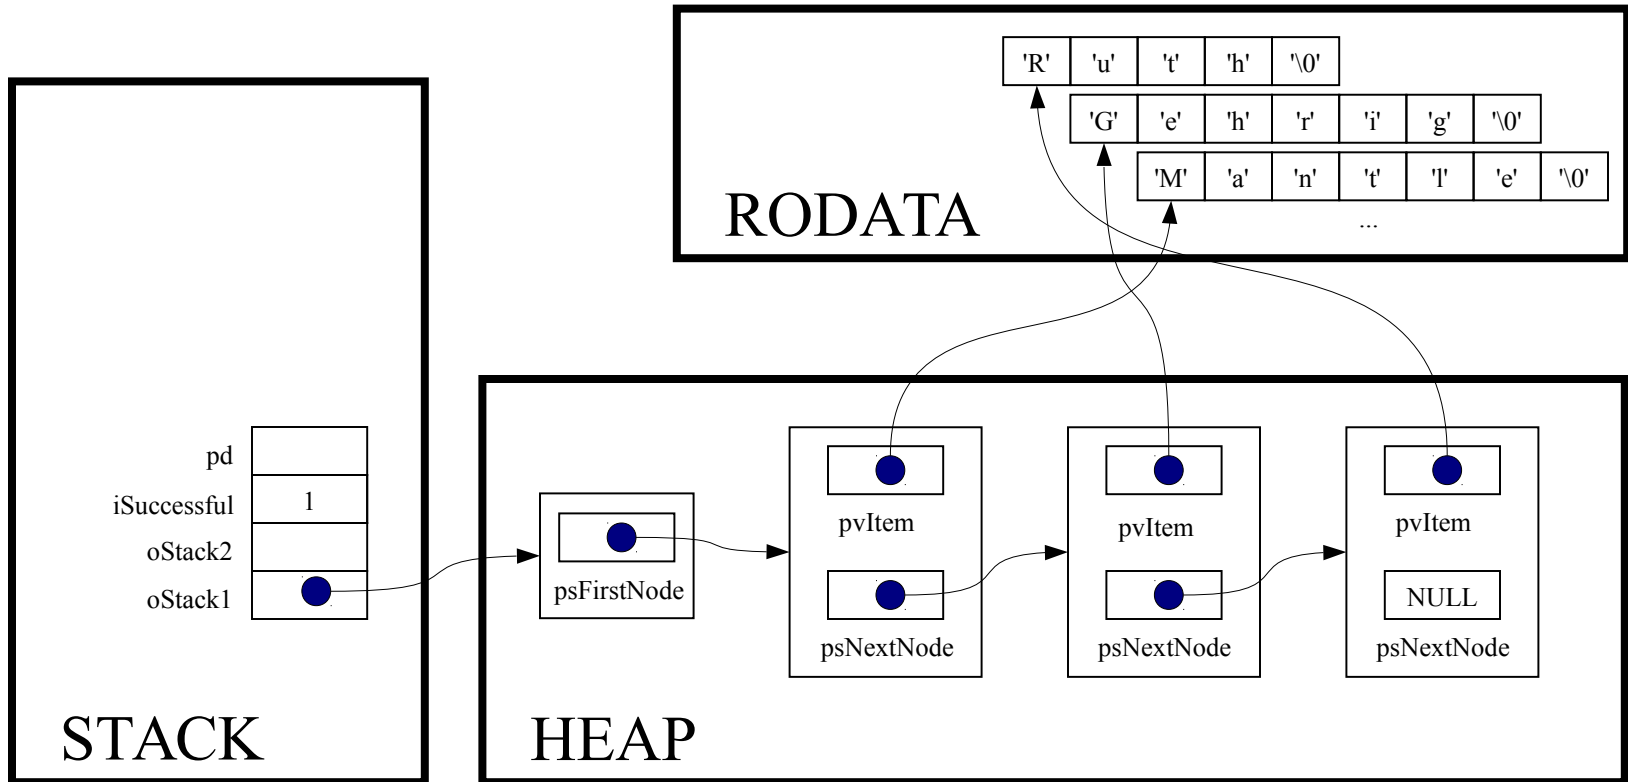 'R' 'u' 't' 'h' '\0'
'G' 'e' 'h' 'r' 'i' 'g' '\0'
'M' 'a' 'n' 't' 'l' 'e' '\0'
...
RODATA
pd
iSuccessful 1
oStack2
oStack1
STACK
psFirstNode
pvItem
psNextNode
pvItem
psNextNode
pvItem
NULL
psNextNode
HEAP